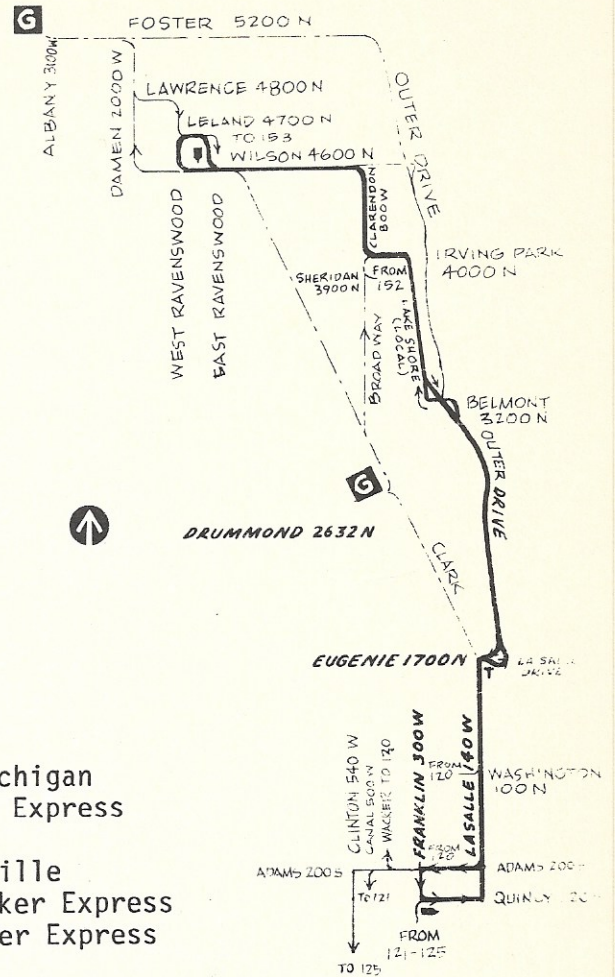 G
FOSTER 5200 N
ALBANY 3100W
DAMEN 2000 W
LAWRENCE 4800 N
LELAND 4700 N
TO 153
WILSON 4600 N
OUTER DRIVE
WEST RAVENSWOOD
EAST RAVENSWOOD
CLARENDON
800W
IRVING PARK
4000 N
SHERIDAN
3900 N
FROM
152
BROADWAY
LAKE SHORE
(LOCAL)
BELMONT
3200 N
OUTER DRIVE
G
DRUMMOND 2632 N
CLARK
EUGENIE 1700N
T
LA SALLE
DRIVE
chigan
Express
ille
ker Express
er Express
CLINTON 540 W
CANAL 500 W
WACKER TO 120
FRANKLIN 300W
FROM
120
LASALLE 140W
WASHINGTON
100 N
FROM
120
ADAMS 200 S
ADAMS 200
TO 121
QUINCY
FROM
121-125
TO 125